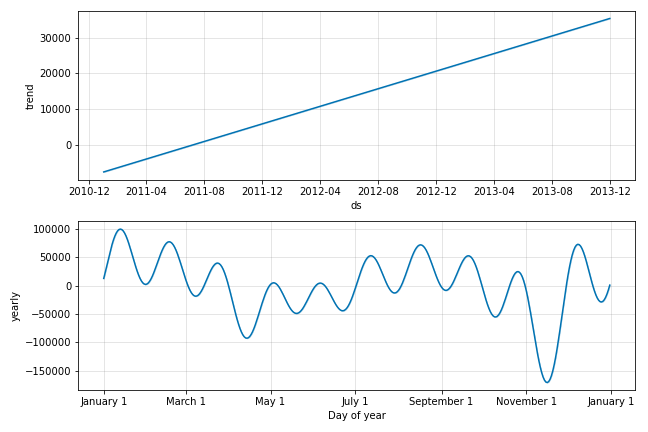 30000
20000
10000
0
trend
2010-12 2011-04 2011-08 2011-12 2012-04 2012-08 2012-12 2013-04 2013-08 2013-12
ds
100000
50000
0
−50000
−100000
−150000
yearly
January 1 March 1 May 1 July 1 September 1 November 1 January 1
Day of year